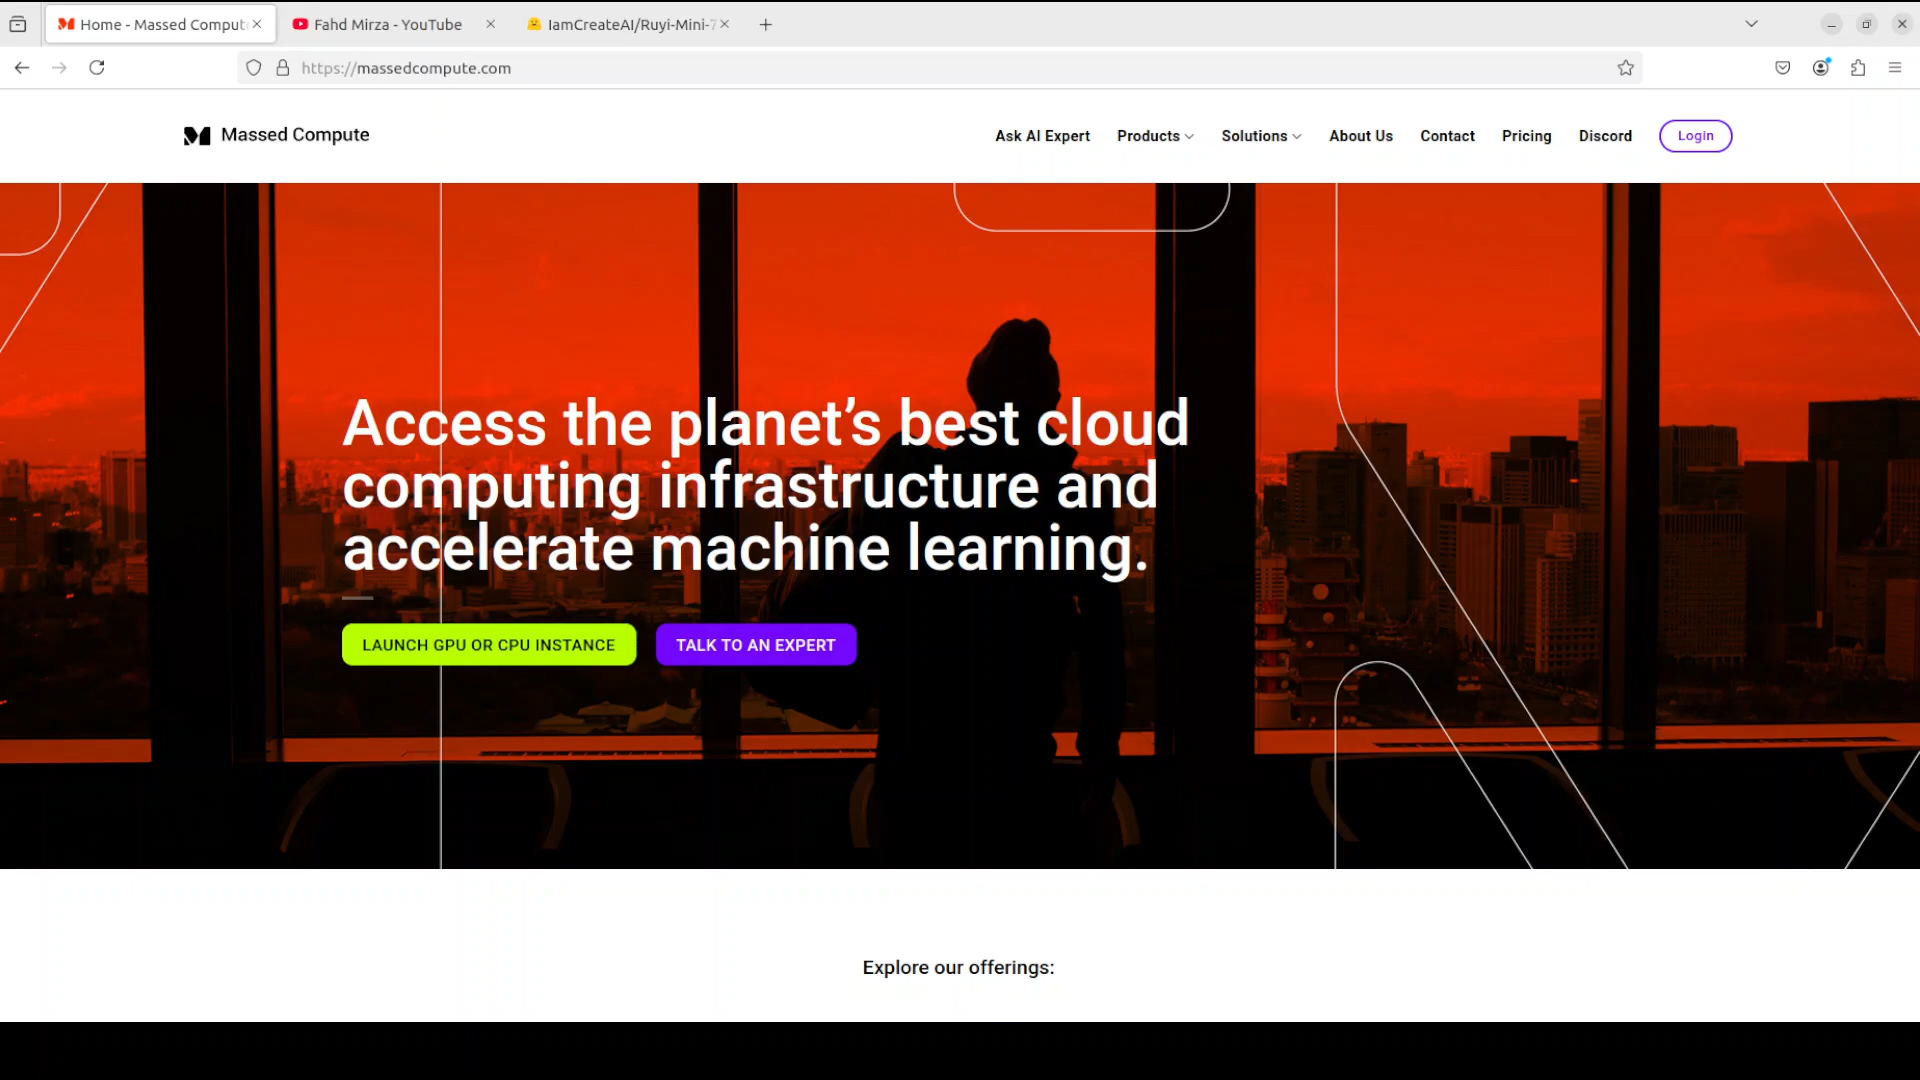 Home - Massed Compute
Fahd Mirza - YouTube
IamCreateAI/Ruyi-Mini-7
https://massedcompute.com
Massed Compute
Ask AI Expert
Products
Solutions
About Us
Contact
Pricing
Discord
Login
Access the planet’s best cloud
computing infrastructure and
accelerate machine learning.
LAUNCH GPU OR CPU INSTANCE
TALK TO AN EXPERT
Explore our offerings: